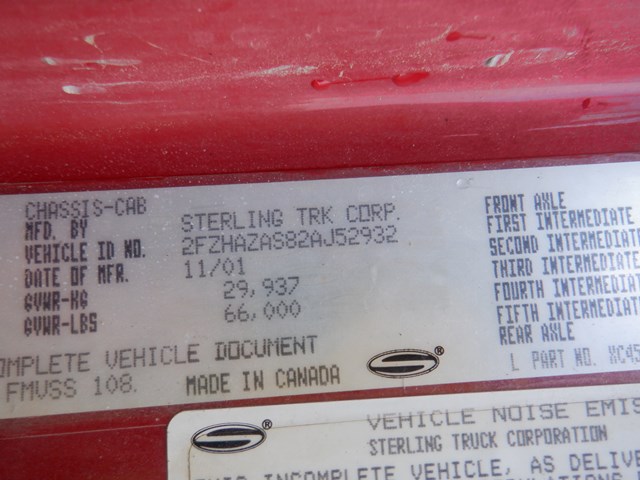 CHASSIS-CAB
MFD. BY STERLING TRK CORP.
VEHICLE ID NO. 2FZHAZAS82AJ52932
DATE OF MFR. 11/01
GVWR-KG 29,937
GVWR-LBS 66,000
OMPLETE VEHICLE DOCUMENT
FMVSS 108. MADE IN CANADA ®
FRONT AXLE
FIRST INTERMEDIATE
SECOND INTERMEDIATE
THIRD INTERMEDIATE
FOURTH INTERMEDIATE
FIFTH INTERMEDIAT
REAR AXLE
L PART NO. XC45
® VEHICLE NOISE EMIS
STERLING TRUCK CORPORATION
INCOMPLETE VEHICLE, AS DELIVE